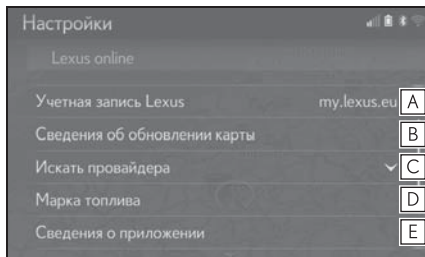 Настройки
Lexus online
Учетная запись Lexus my.lexus.eu A
Сведения об обновлении карты B
Искать провайдера C
Марка топлива D
Сведения о приложении E